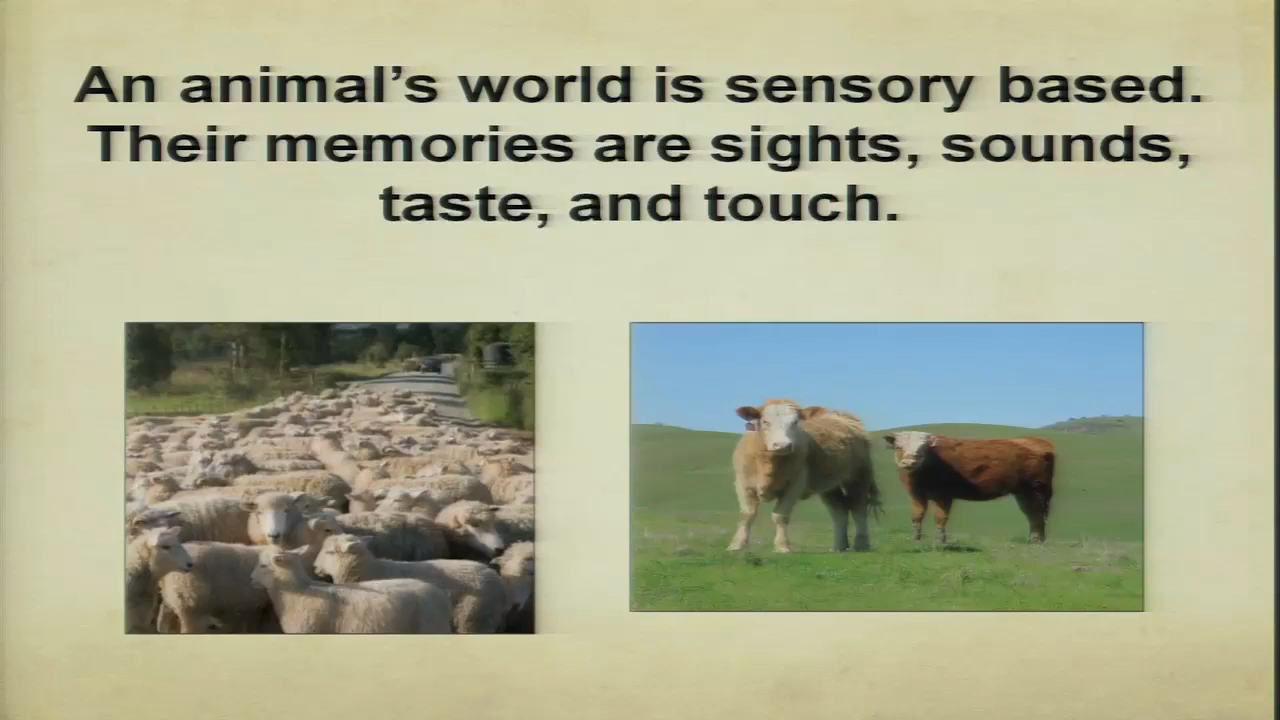 An animal’s world is sensory based.
Their memories are sights, sounds,
taste, and touch.